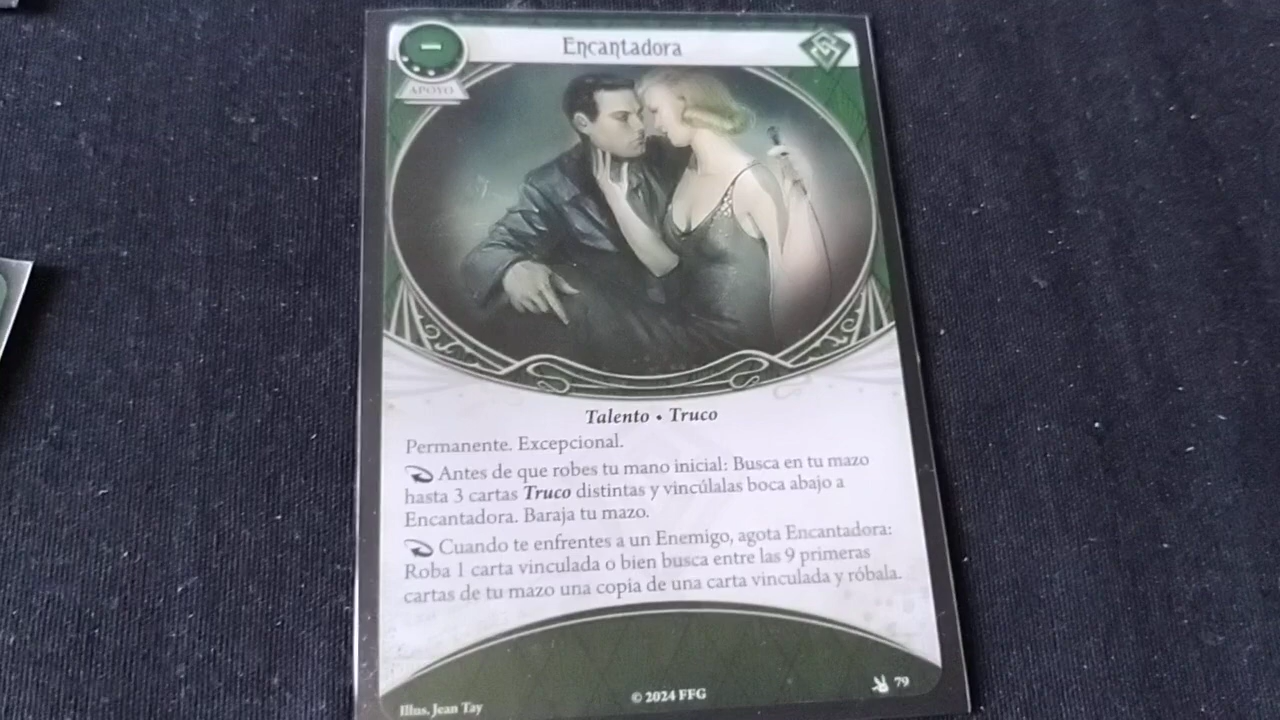 Encantadora
APOYO
Talento • Truco
Permanente. Excepcional.
Antes de que robes tu mano inicial: Busca en tu mazo
hasta 3 cartas Truco distintas y vincúlalas boca abajo a
Encantadora. Baraja tu mazo.
Cuando te enfrentes a un Enemigo, agota Encantadora:
Roba 1 carta vinculada o bien busca entre las 9 primeras
cartas de tu mazo una copia de una carta vinculada y róbala.
Illus. Jean Tay
© 2024 FFG
79